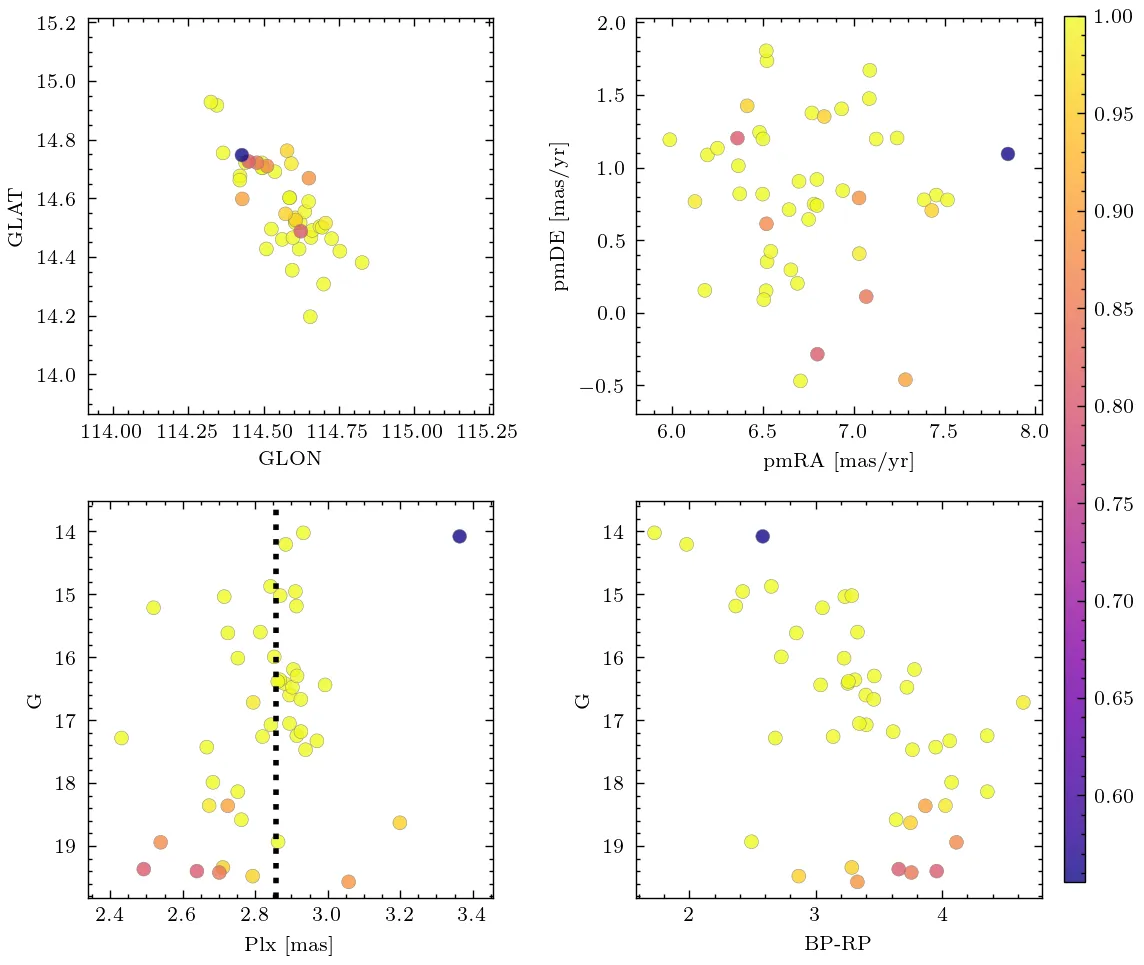 15.2
15.0
14.8
14.6
14.4
14.2
14.0
GLAT
114.00 114.25 114.50 114.75 115.00 115.25
GLON
2.0
1.5
1.0
0.5
0.0
−0.5
pmDE [mas/yr]
6.0 6.5 7.0 7.5 8.0
pmRA [mas/yr]
14
15
16
17
18
19
G
2.4 2.6 2.8 3.0 3.2 3.4
Plx [mas]
14
15
16
17
18
19
G
2 3 4
BP-RP
1.00
0.95
0.90
0.85
0.80
0.75
0.70
0.65
0.60